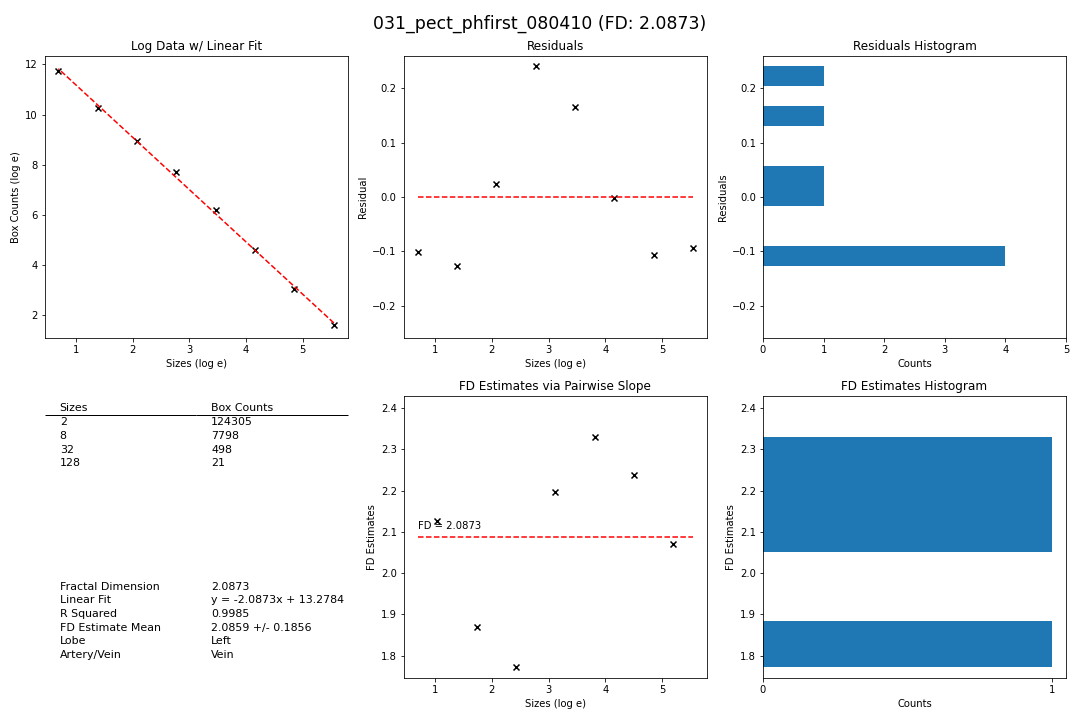 031_pect_phfirst_080410 (FD: 2.0873)
Log Data w/ Linear Fit
Box Counts (log e)
12
10
8
6
4
2
1 2 3 4 5
Sizes (log e)
Residuals
Residual
0.2
0.1
0.0
−0.1
−0.2
1 2 3 4 5
Sizes (log e)
Residuals Histogram
Residuals
0.2
0.1
0.0
−0.1
−0.2
0 1 2 3 4 5
Counts
Sizes Box Counts
2 124305
8 7798
32 498
128 21
Fractal Dimension 2.0873
Linear Fit y = -2.0873x + 13.2784
R Squared 0.9985
FD Estimate Mean 2.0859 +/- 0.1856
Lobe Left
Artery/Vein Vein
FD Estimates via Pairwise Slope
FD Estimates
2.4
2.3
2.2
2.1
2.0
1.9
1.8
FD = 2.0873
1 2 3 4 5
Sizes (log e)
FD Estimates Histogram
FD Estimates
2.4
2.3
2.2
2.1
2.0
1.9
1.8
0 1
Counts